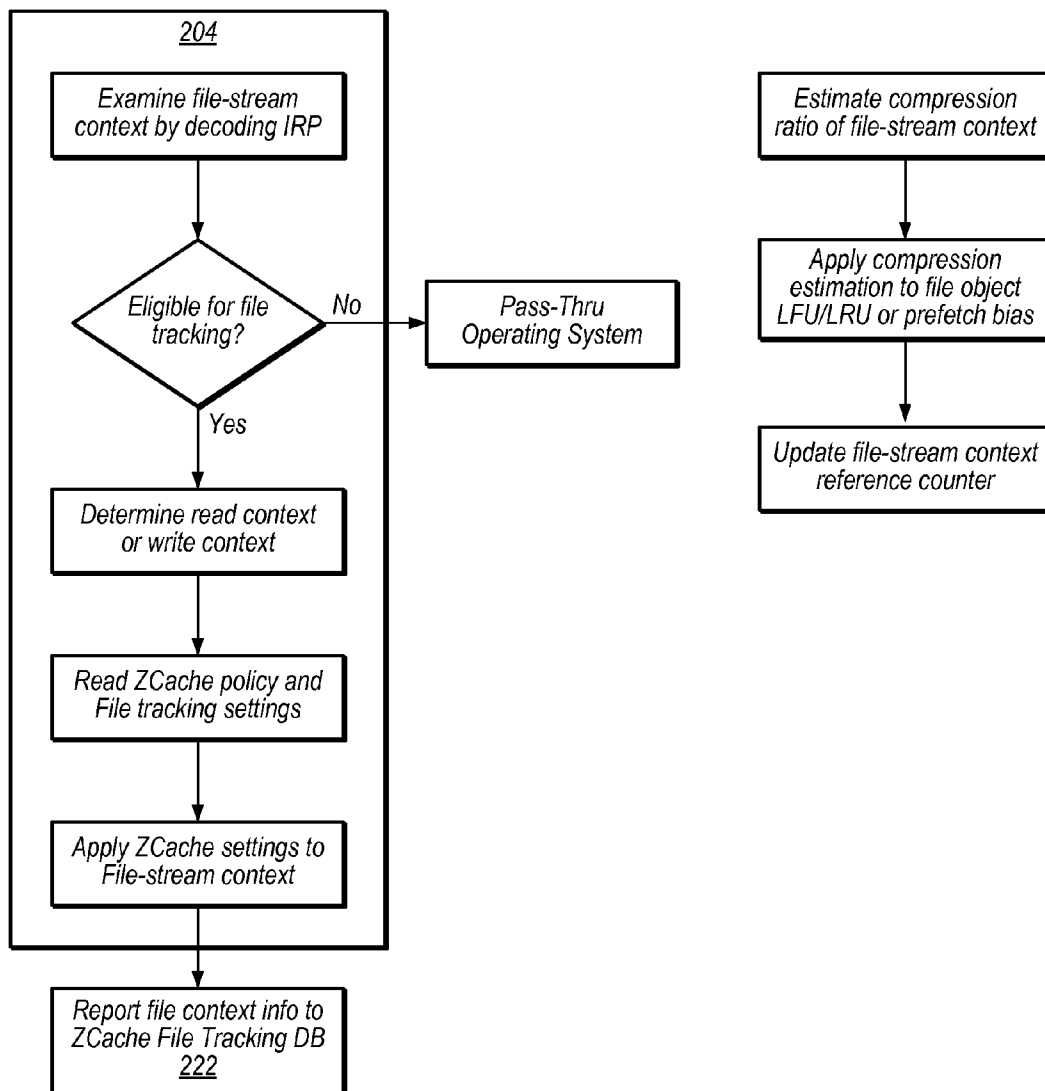 204
Examine file-stream
context by decoding IRP
Eligible for file
tracking?
No
Pass-Thru
Operating System
Yes
Determine read context
or write context
Read ZCache policy and
File tracking settings
Apply ZCache settings to
File-stream context
Report file context info to
ZCache File Tracking DB
222
Estimate compression
ratio of file-stream context
Apply compression
estimation to file object
LFU/LRU or prefetch bias
Update file-stream context
reference counter